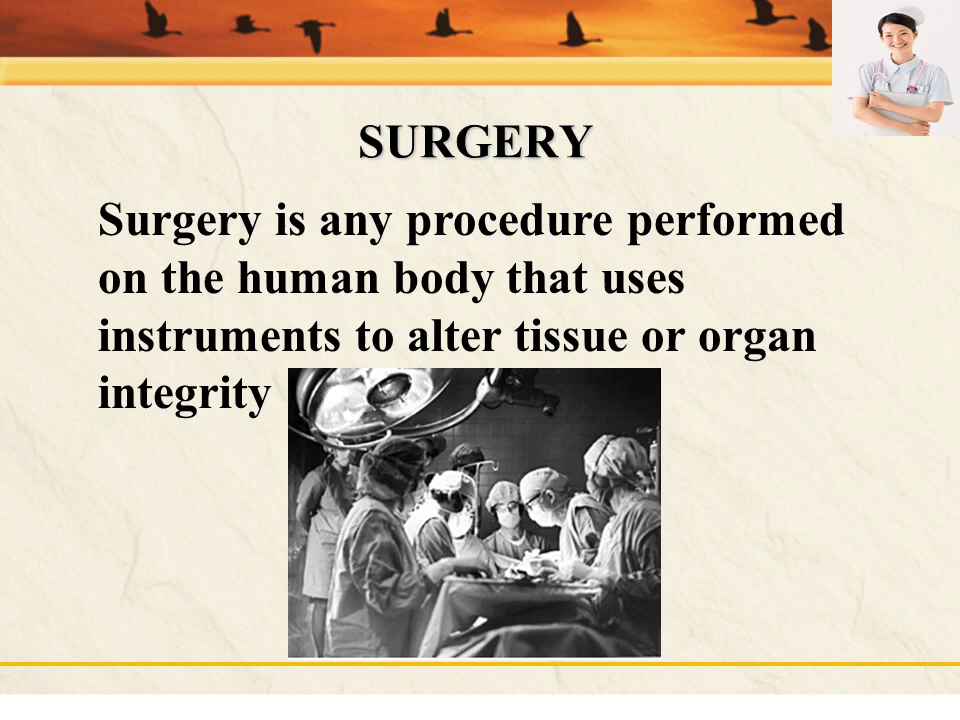 SURGERY
Surgery is any procedure performed
on the human body that uses
instruments to alter tissue or organ
integrity